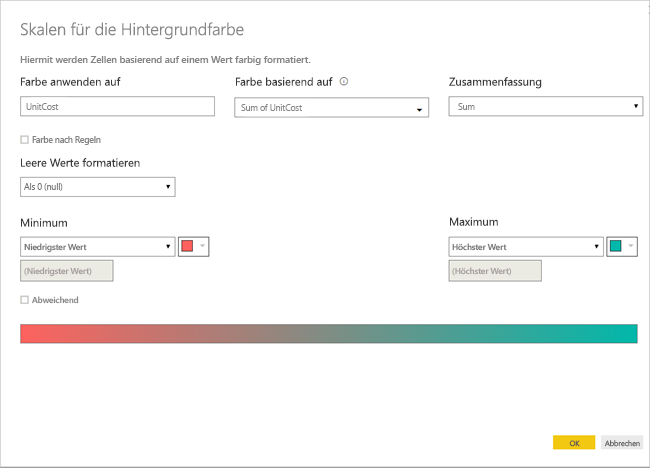 Skalen für die Hintergrundfarbe
Hiermit werden Zellen basierend auf einem Wert farbig formatiert.
Farbe anwenden auf Farbe basierend auf Zusammenfassung
UnitCost Sum of UnitCost Sum
Farbe nach Regeln
Leere Werte formatieren
Als 0 (null)
Minimum Maximum
Niedrigster Wert Höchster Wert
(Niedrigster Wert) (Höchster Wert)
Abweichend
OK Abbrechen